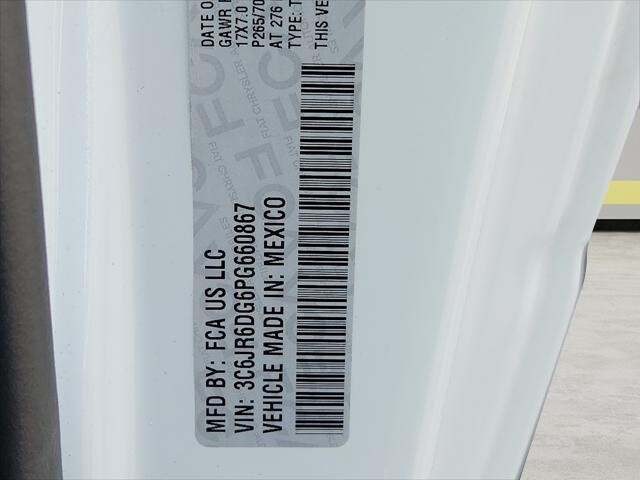 DATE O
GAWR
17X7.0
P265/70
AT 276
TYPE: T
THIS VE
MFD BY: FCA US LLC
VIN: 3C6JR6DG6PG660867
VEHICLE MADE IN: MEXICO